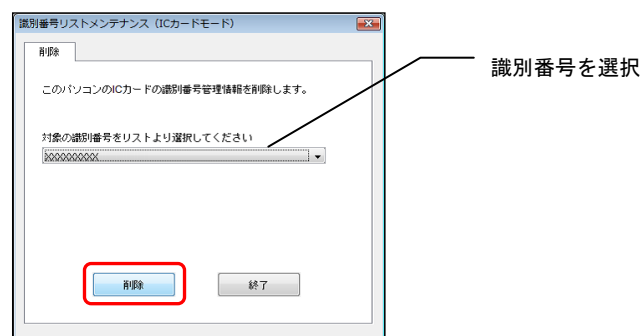 識別番号リストメンテナンス（ICカードモード）
削除
このパソコンのICカードの識別番号管理情報を削除します。
識別番号を選択
対象の識別番号をリストより選択してください
XXXXXXXXXX
削除
終了